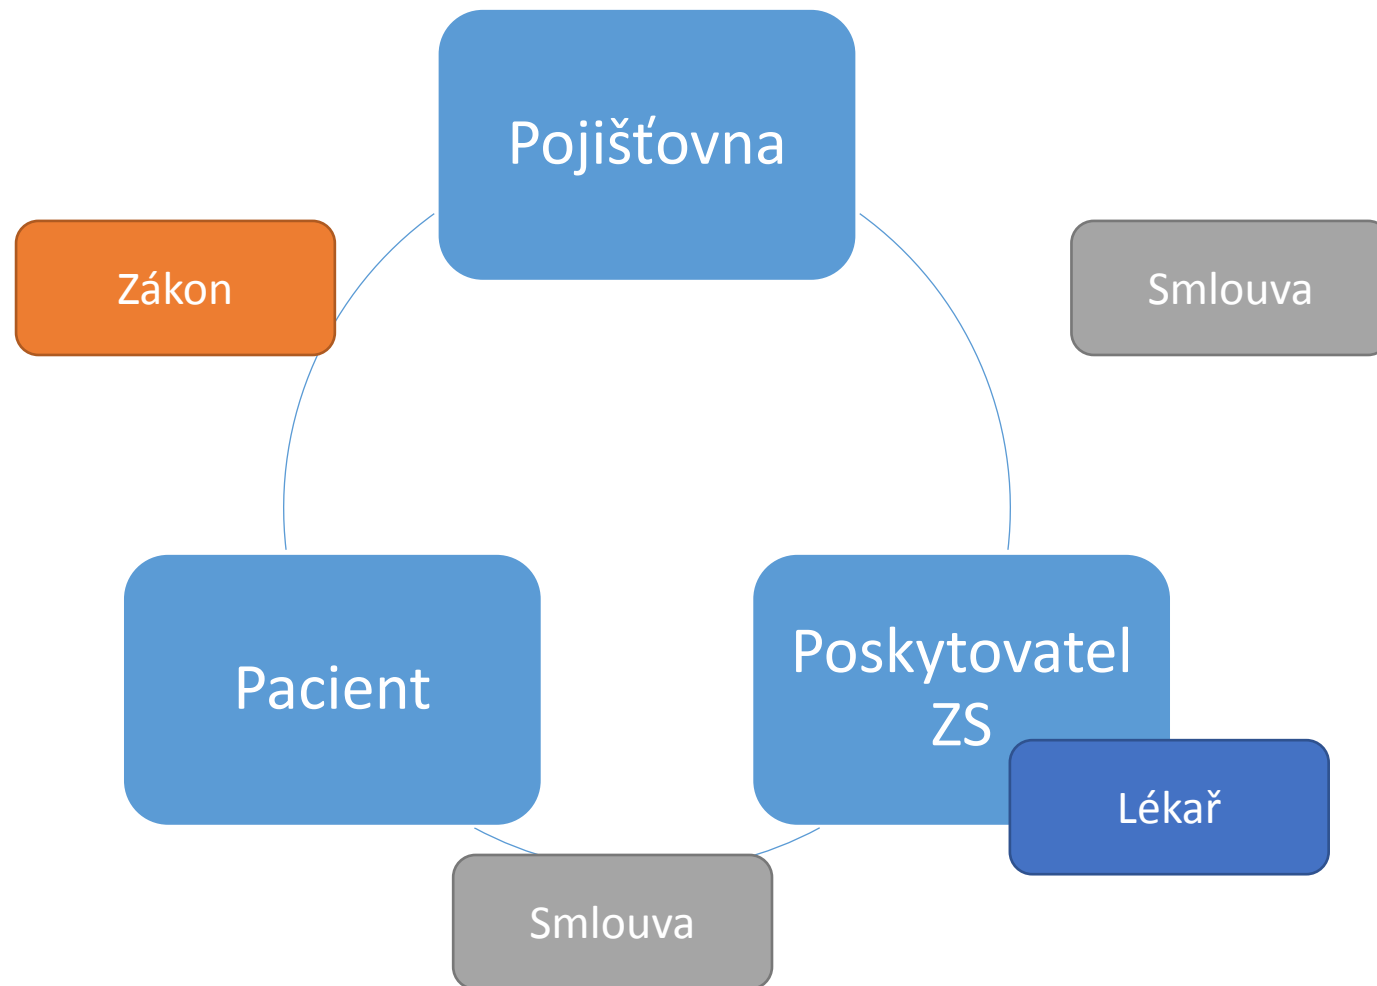 Pojišťovna
Zákon
Smlouva
Pacient
Poskytovatel
ZS
Lékař
Smlouva